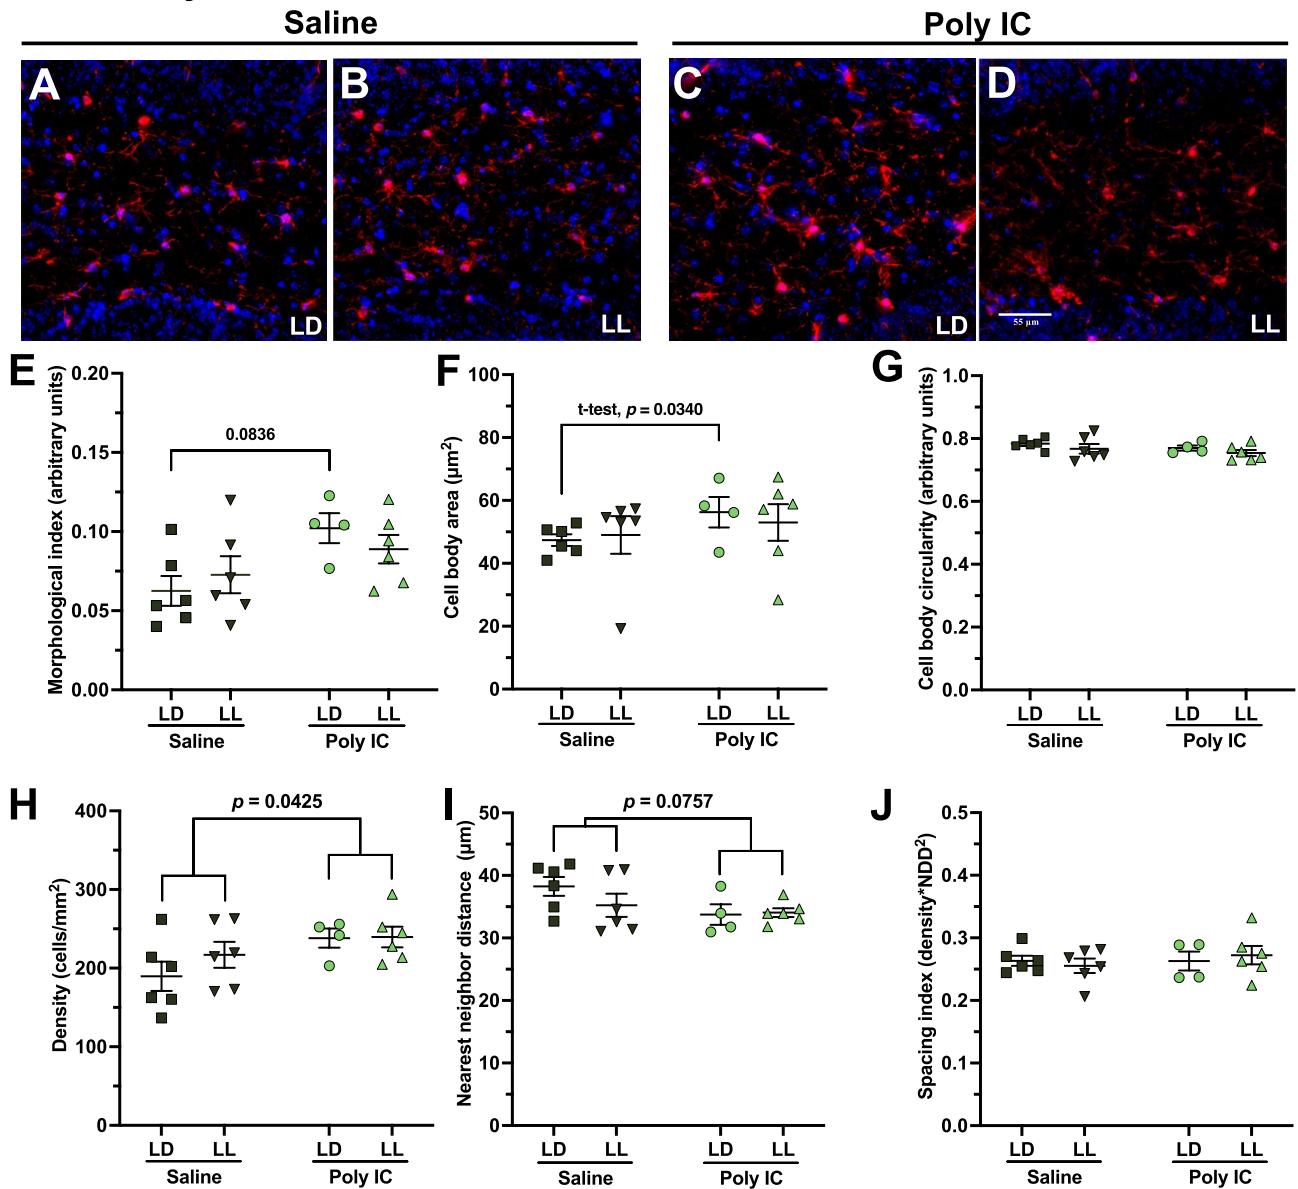 Saline
Poly IC
A
B
C
D
LD
LL
LD
55 µm
LL
E
Morphological index (arbitrary units)
0.20
0.15
0.10
0.05
0.00
0.0836
LD
LL
LD
LL
Saline
Poly IC
F
Cell body area (µm²)
100
80
60
40
20
0
t-test, p = 0.0340
LD
LL
LD
LL
Saline
Poly IC
G
Cell body circularity (arbitrary units)
1.0
0.8
0.6
0.4
0.2
0.0
LD
LL
LD
LL
Saline
Poly IC
H
Density (cells/mm²)
400
300
200
100
0
p = 0.0425
LD
LL
LD
LL
Saline
Poly IC
I
Nearest neighbor distance (µm)
50
40
30
20
10
0
p = 0.0757
LD
LL
LD
LL
Saline
Poly IC
J
Spacing index (density*NDD²)
0.5
0.4
0.3
0.2
0.1
0.0
LD
LL
LD
LL
Saline
Poly IC